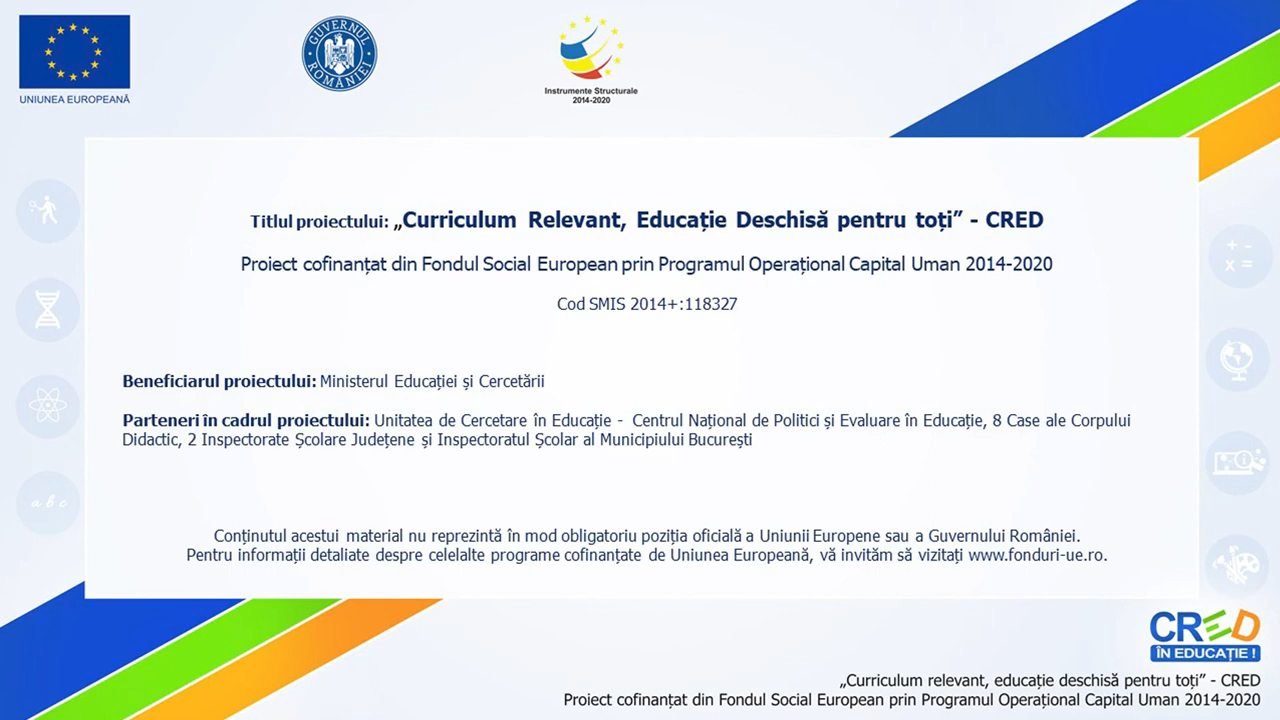 UNIUNEA EUROPEANĂ
GUVERNUL ROMÂNIEI
Instrumente Structurale
2014-2020
Titlul proiectului: „Curriculum Relevant, Educație Deschisă pentru toți” - CRED
Proiect cofinanțat din Fondul Social European prin Programul Operațional Capital Uman 2014-2020
Cod SMIS 2014+:118327
Beneficiarul proiectului: Ministerul Educației și Cercetării
Parteneri în cadrul proiectului: Unitatea de Cercetare în Educație - Centrul Național de Politici și Evaluare în Educație, 8 Case ale Corpului
Didactic, 2 Inspectorate Școlare Județene și Inspectoratul Școlar al Municipiului București
a b c
+ -
x =
Conținutul acestui material nu reprezintă în mod obligatoriu poziția oficială a Uniunii Europene sau a Guvernului României.
Pentru informații detaliate despre celelalte programe cofinanțate de Uniunea Europeană, vă invităm să vizitați www.fonduri-ue.ro.
CRED
ÎN EDUCAȚIE !
„Curriculum relevant, educație deschisă pentru toți” - CRED
Proiect cofinanțat din Fondul Social European prin Programul Operațional Capital Uman 2014-2020